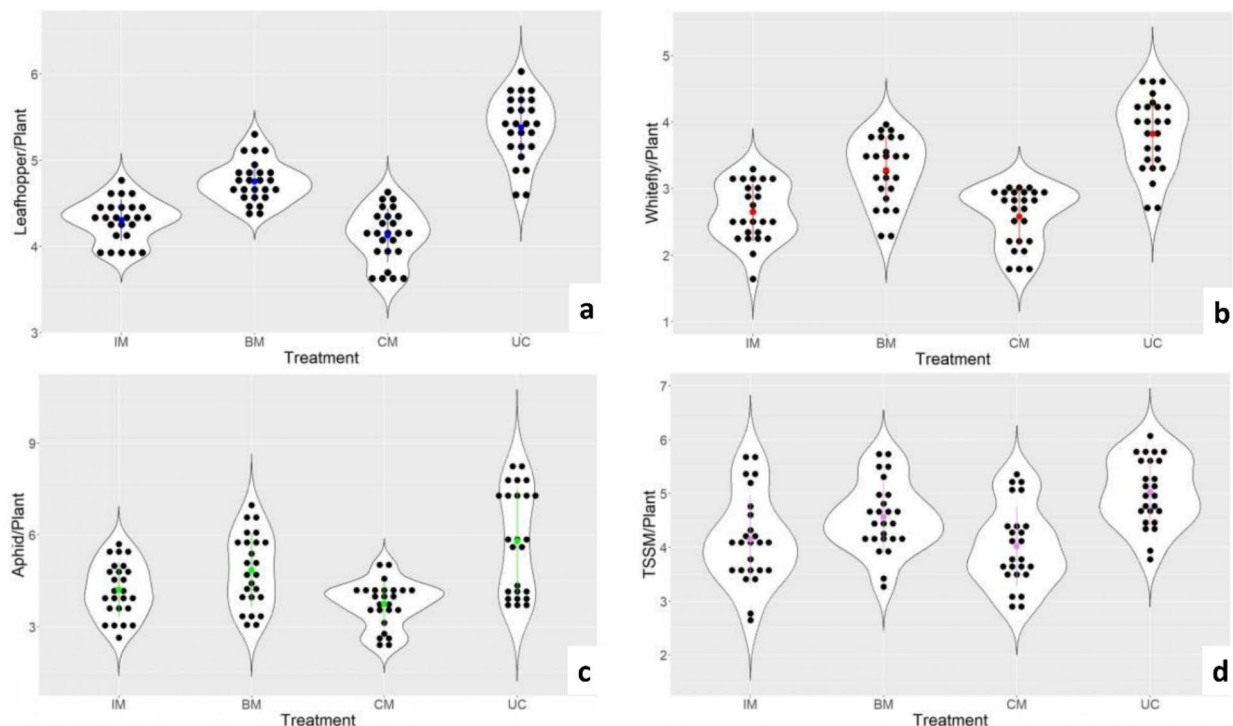 Leafhopper/Plant
6
5
4
3
IM BM CM UC
Treatment
a
Whitefly/Plant
5
4
3
2
1
IM BM CM UC
Treatment
b
Aphid/Plant
9
6
3
IM BM CM UC
Treatment
c
TSSM/Plant
7
6
5
4
3
2
IM BM CM UC
Treatment
d